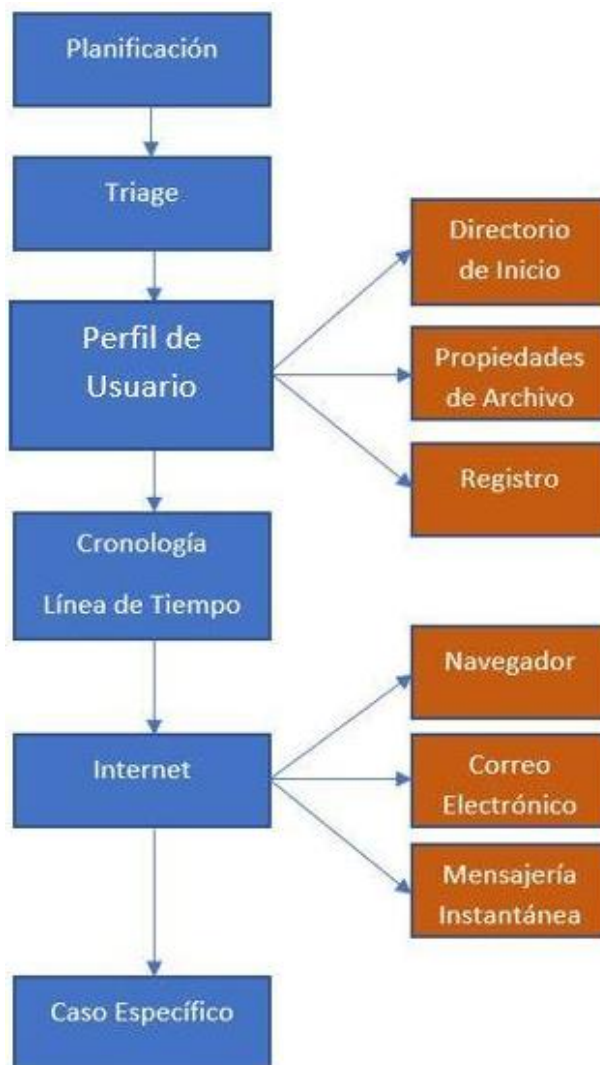 Planificación
Triage
Perfil de
Usuario
Directorio
de Inicio
Propiedades
de Archivo
Registro
Cronología
Línea de Tiempo
Internet
Navegador
Correo
Electrónico
Mensajería
Instantánea
Caso Específico